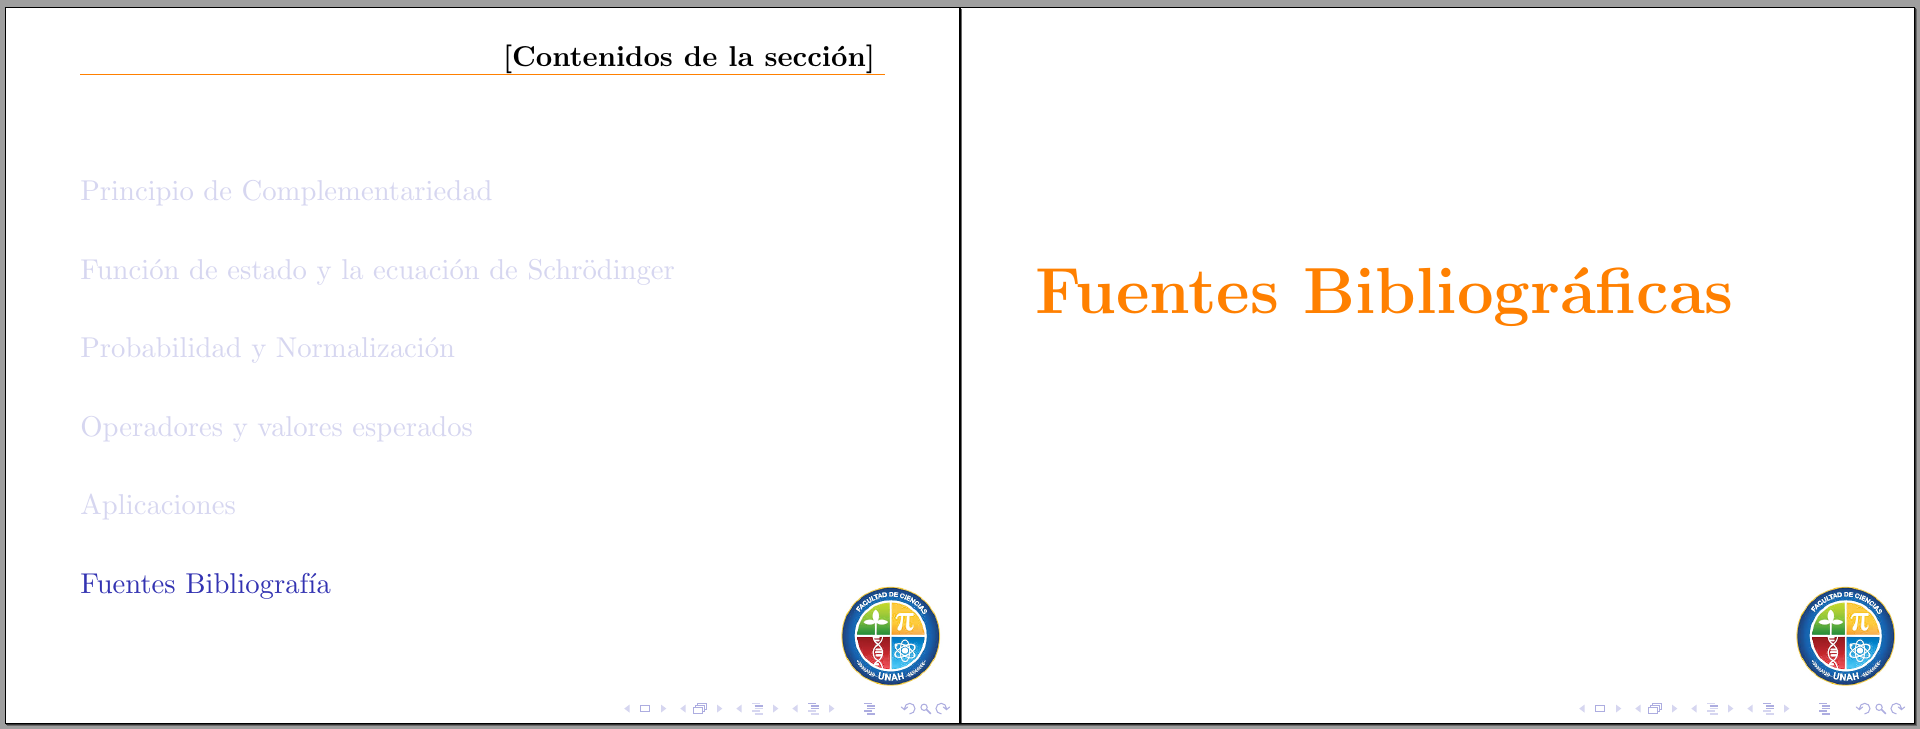 [Contenidos de la sección]
Principio de Complementariedad
Función de estado y la ecuación de Schrödinger
Probabilidad y Normalización
Operadores y valores esperados
Aplicaciones
Fuentes Bibliografía
FACULTAD DE CIENCIAS
π
UNAH
Fuentes Bibliográficas
FACULTAD DE CIENCIAS
π
UNAH